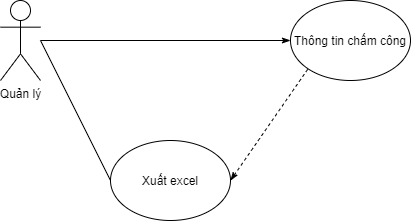 Thông tin chấm công
Quản lý
Xuất excel